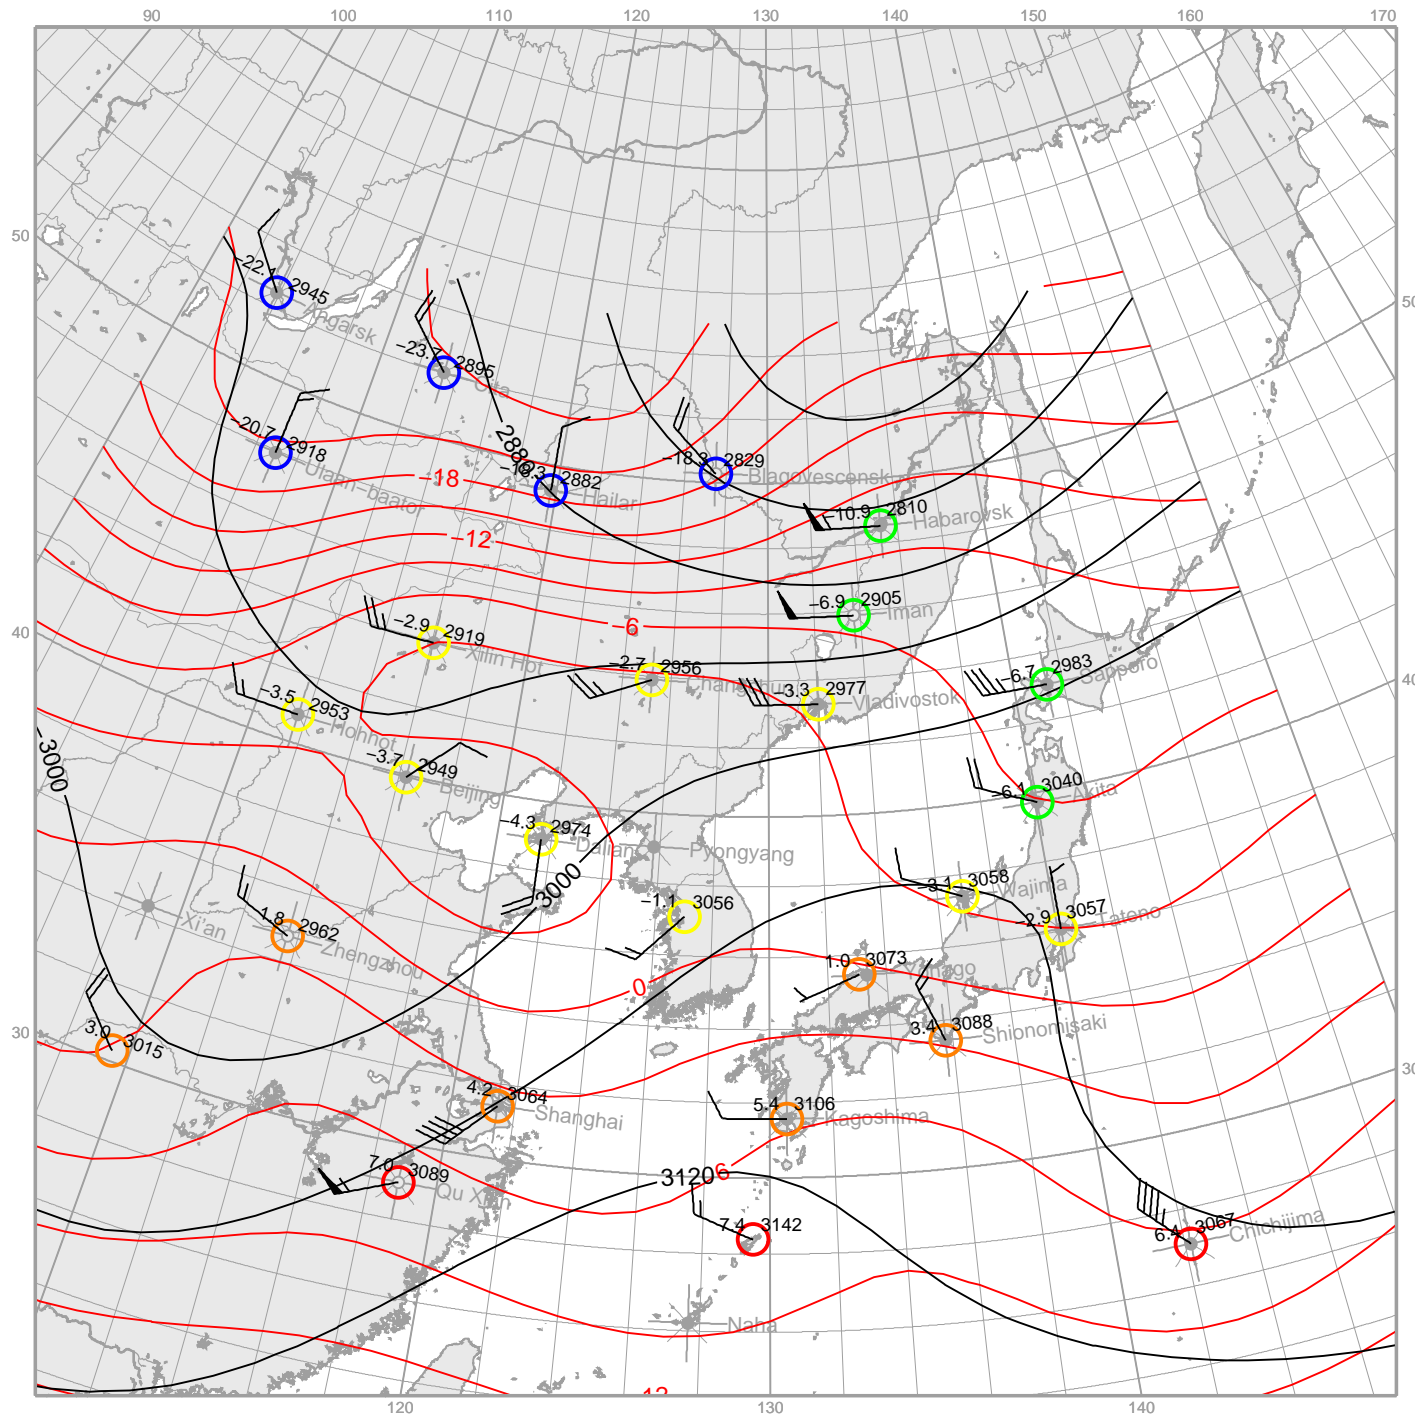 90 100 110 120 130 140 150 160 170
50
−22.1 2945
Angarsk
−23.7 2895
Cita
−20.7 2918
Ulaan−baator
−18
2882
Hailar
−18.2 2829
Blagovescensk
−10.9 2810
Habarovsk
−12
−6.9 2905
Iman
−6
40
−2.9 2919
Xilin Hot
−2.7 2956
−6.7 2983
Sapporo
−3.3 2977
Vladivostok
−3.5 2953
Hohhot
−3000
−3.7 2949
Beijing
−6.1 3040
Akita
−4.3 2974
Dalian
Pyongyang
3000
−3.1 3058
Wajima
−1.1 3056
−2.9 3057
Tateno
Xi'an
1.8 2962
Zhengzhou
1.0 3073
Yonago
0
30
3.0 3015
3.4 3088
Shionomisaki
4.2 3064
Shanghai
5.4 3106
Kagoshima
7.0 3089
Qu Xian
3120
6
7.4 3142
6.4 3067
Chichijima
Naha
12
120 130 140